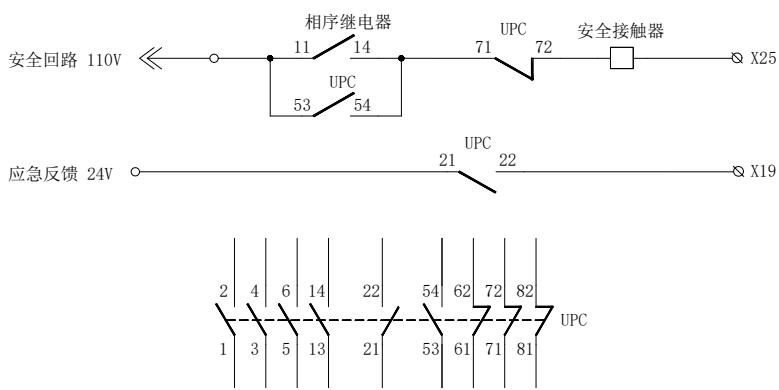 相序继电器
11 14
安全回路 110V
UPC
53 54
UPC
71 72
安全接触器
X25
应急反馈 24V
UPC
21 22
X19
2 4 6 14 22 54 62 72 82
UPC
1 3 5 13 21 53 61 71 81